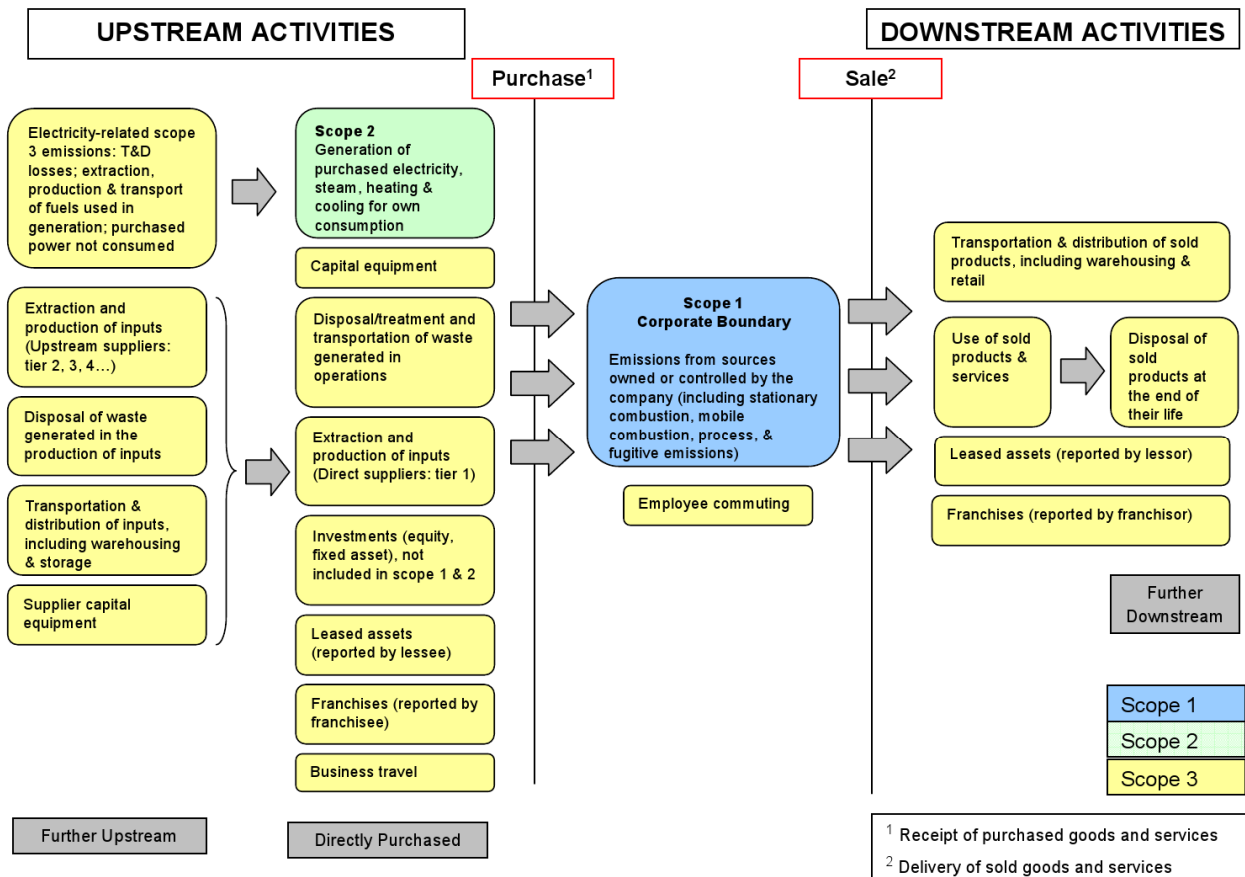 UPSTREAM ACTIVITIES
DOWNSTREAM ACTIVITIES
Purchase¹
Sale²
Electricity-related scope
3 emissions: T&D
losses; extraction,
production & transport
of fuels used in
generation; purchased
power not consumed
Extraction and
production of inputs
(Upstream suppliers:
tier 2, 3, 4…)
Disposal of waste
generated in the
production of inputs
Transportation &
distribution of inputs,
including warehousing
& storage
Supplier capital
equipment
Further Upstream
Scope 2
Generation of
purchased electricity,
steam, heating &
cooling for own
consumption
Capital equipment
Disposal/treatment and
transportation of waste
generated in
operations
Extraction and
production of inputs
(Direct suppliers: tier 1)
Investments (equity,
fixed asset), not
included in scope 1 & 2
Leased assets
(reported by lessee)
Franchises (reported by
franchisee)
Business travel
Directly Purchased
Scope 1
Corporate Boundary
Emissions from sources
owned or controlled by the
company (including stationary
combustion, mobile
combustion, process, &
fugitive emissions)
Employee commuting
Transportation & distribution of sold
products, including warehousing &
retail
Use of sold
products &
services
Disposal of
sold
products at
the end of
their life
Leased assets (reported by lessor)
Franchises (reported by franchisor)
Further
Downstream
Scope 1
Scope 2
Scope 3
¹ Receipt of purchased goods and services
² Delivery of sold goods and services